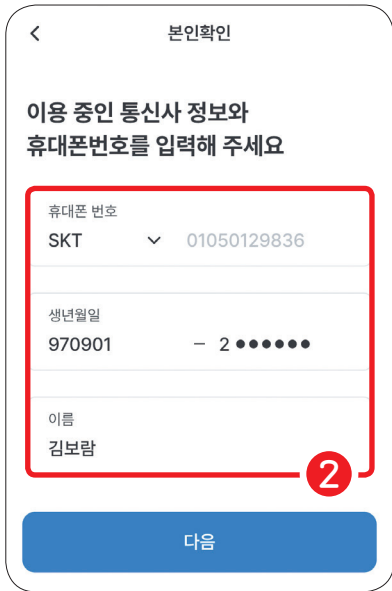 본인확인
이용 중인 통신사 정보와
휴대폰번호를 입력해 주세요
휴대폰 번호
SKT 01050129836
생년월일
970901 – 2 ●●●●●●
이름
김보람
2
다음